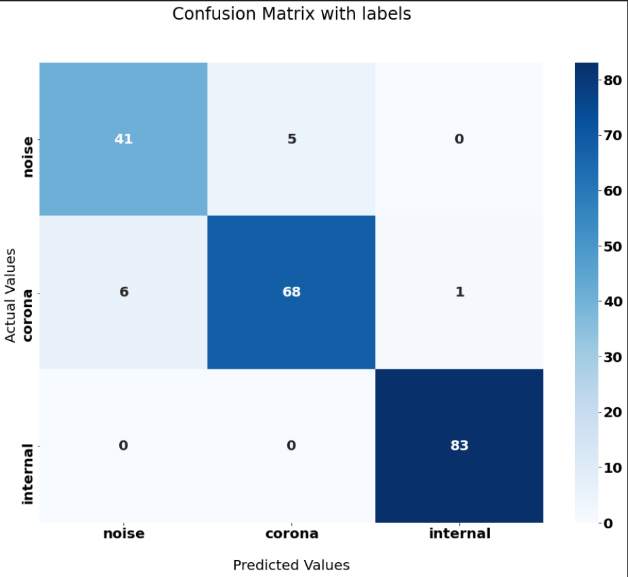 Confusion Matrix with labels
Actual Values
noise
41 5 0
corona
6 68 1
internal
0 0 83
noise corona internal
Predicted Values
80
70
60
50
40
30
20
10
0